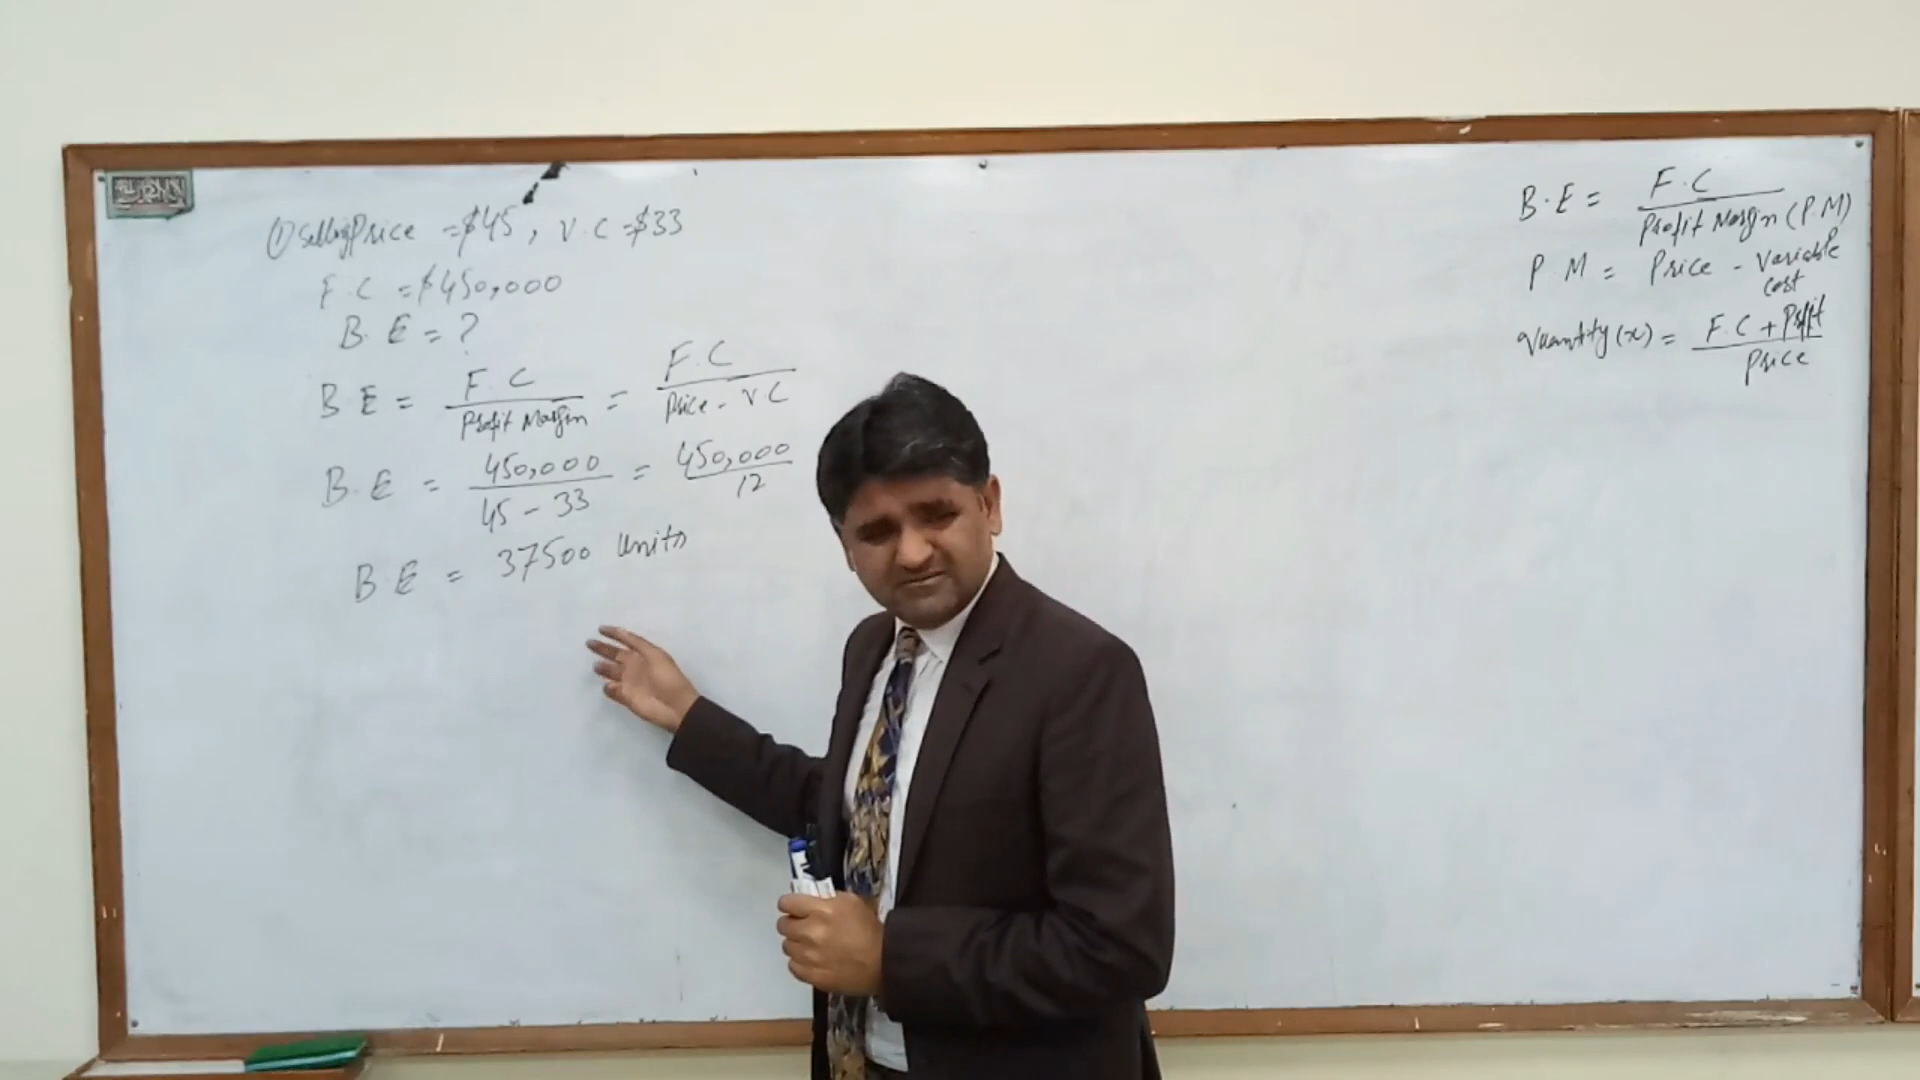 ① Selling Price = $45, V.C = $33
F.C = $450,000
B.E = ?
B.E = F.C / Profit Margin = F.C / Price - VC
B.E = 450,000 / 45 - 33 = 450,000 / 12
B.E = 37500 Units
B.E = F.C / Profit Margin (P.M)
P.M = Price - Variable cost
Quantity (x) = F.C + Profit / Price